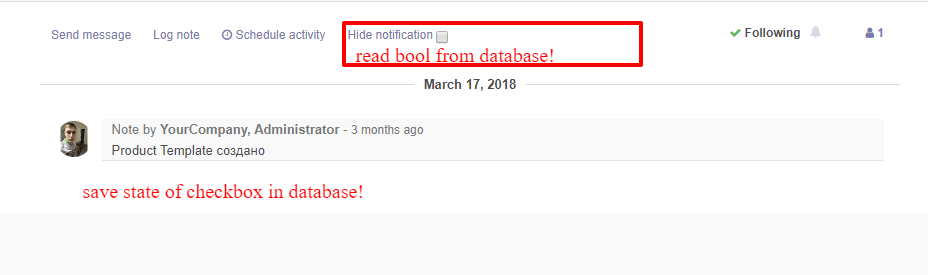 Send message Log note Schedule activity Hide notification Following 1
read bool from database!
March 17, 2018
Note by YourCompany, Administrator - 3 months ago
Product Template создано
save state of checkbox in database!